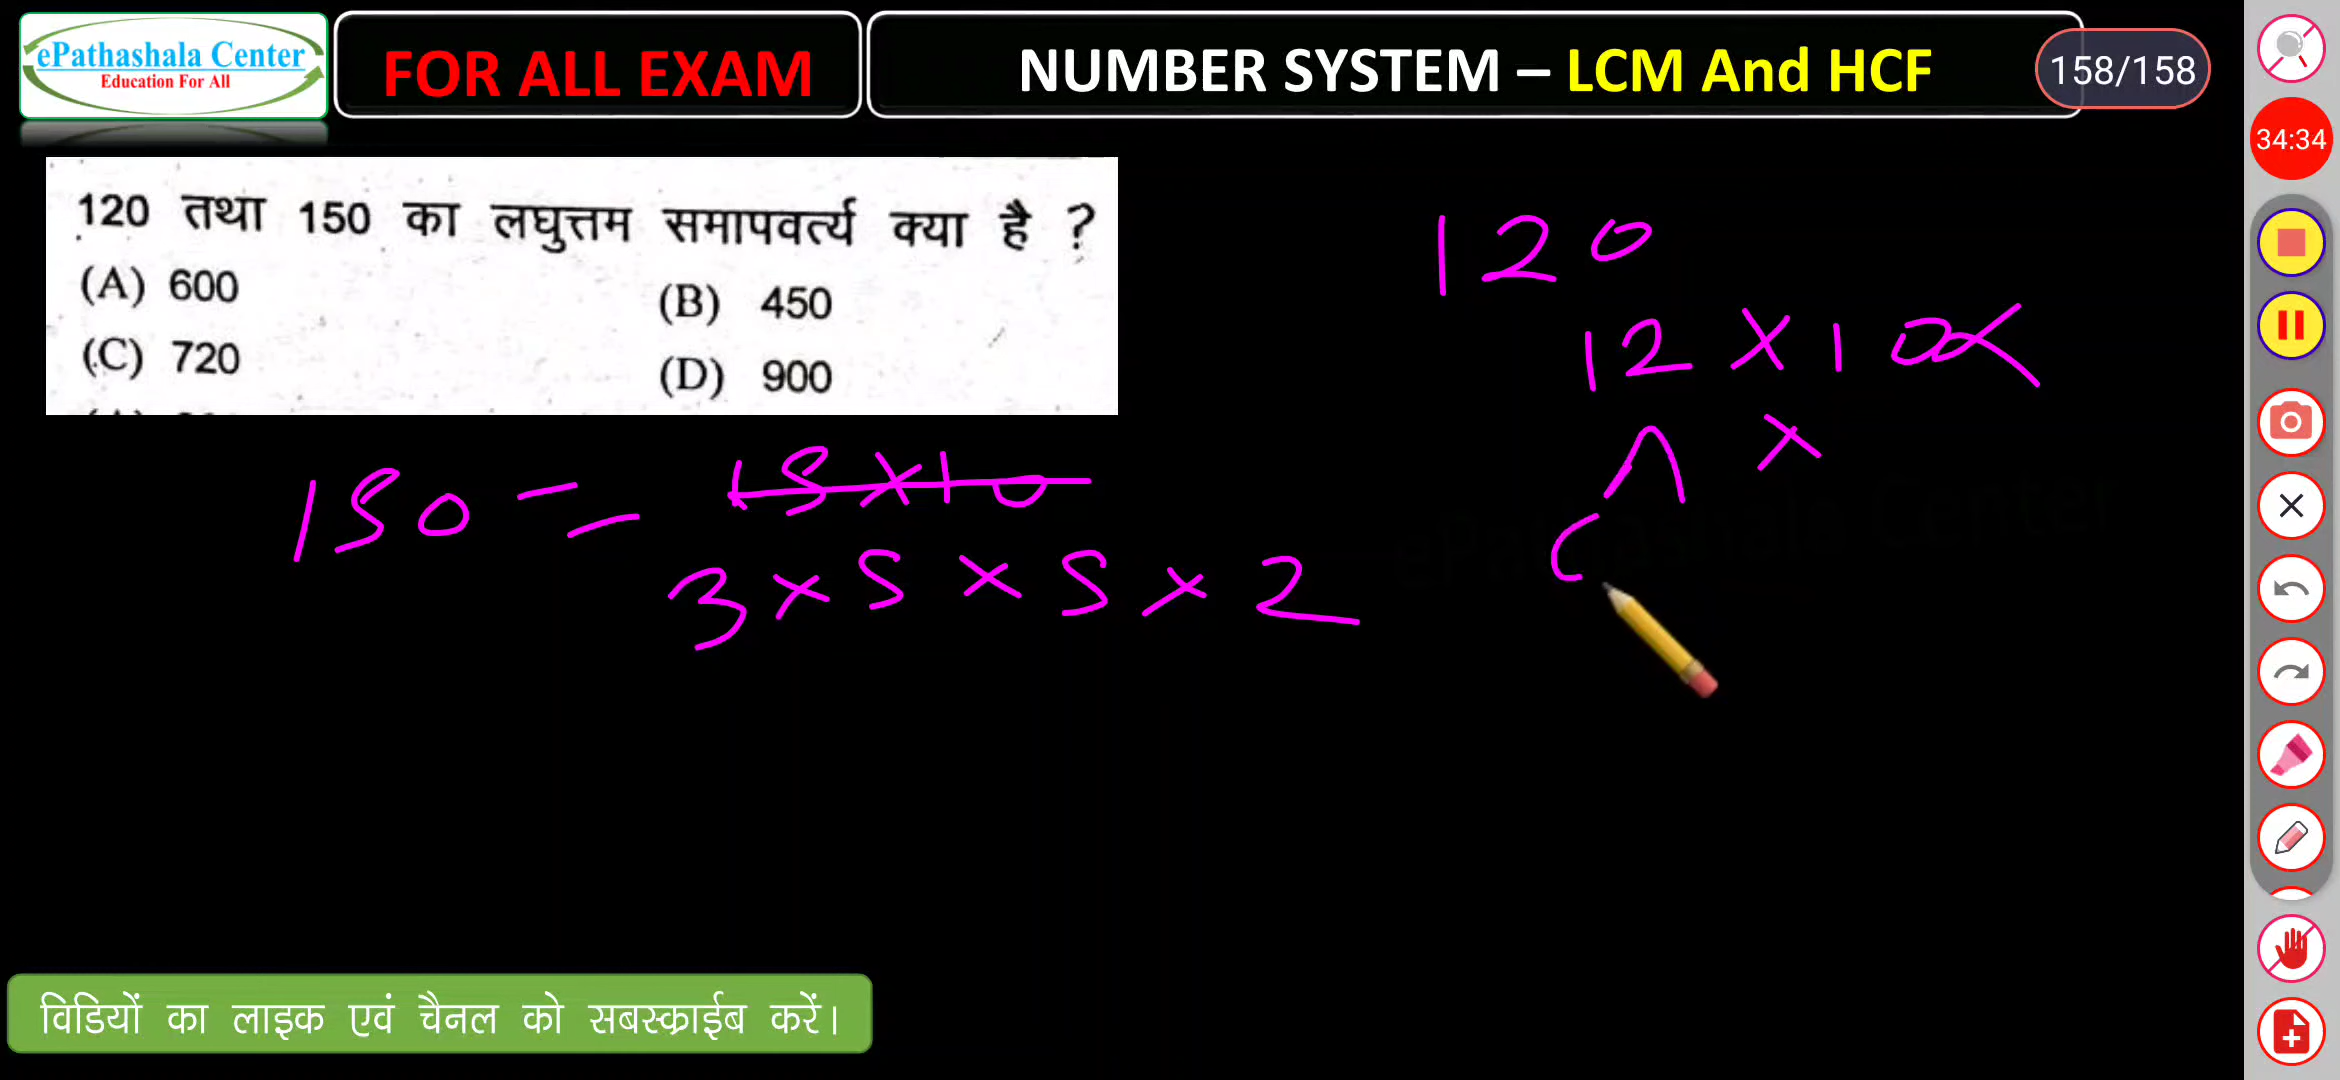 ePathashala Center
Education For All
FOR ALL EXAM
NUMBER SYSTEM – LCM And HCF
158/158
34:34
120 तथा 150 का लघुत्तम समापवर्त्य क्या है ?
(A) 600
(B) 450
(C) 720
(D) 900
120
12 × 10
150 = 15×10
3 × 5 × 5 × 2
विडियों का लाइक एवं चैनल को सबस्क्राईब करें।